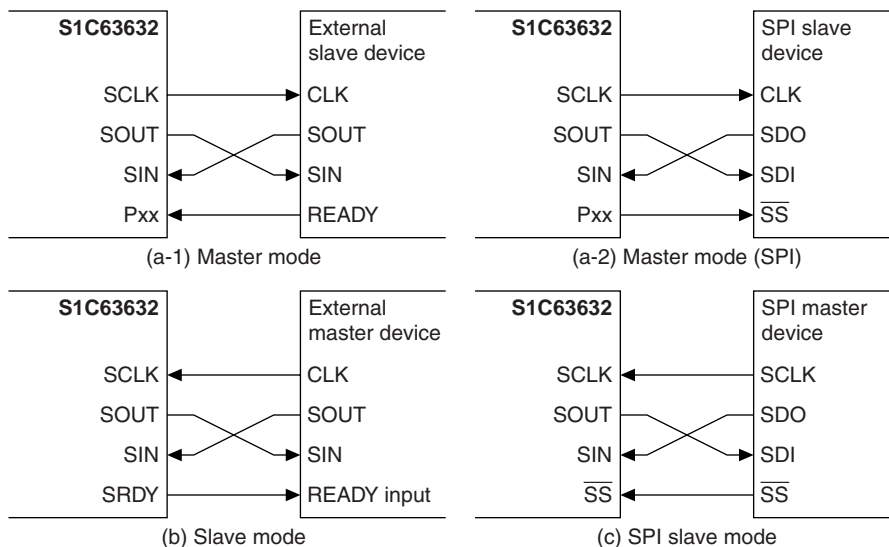 S1C63632
External
slave device
SCLK
CLK
SOUT
SOUT
SIN
SIN
Pxx
READY
(a-1) Master mode
S1C63632
SPI slave
device
SCLK
CLK
SOUT
SDO
SIN
SDI
Pxx
S̅S̅
(a-2) Master mode (SPI)
S1C63632
External
master device
SCLK
CLK
SOUT
SOUT
SIN
SIN
SRDY
READY input
(b) Slave mode
S1C63632
SPI master
device
SCLK
SCLK
SOUT
SDO
SIN
SDI
S̅S̅
S̅S̅
(c) SPI slave mode